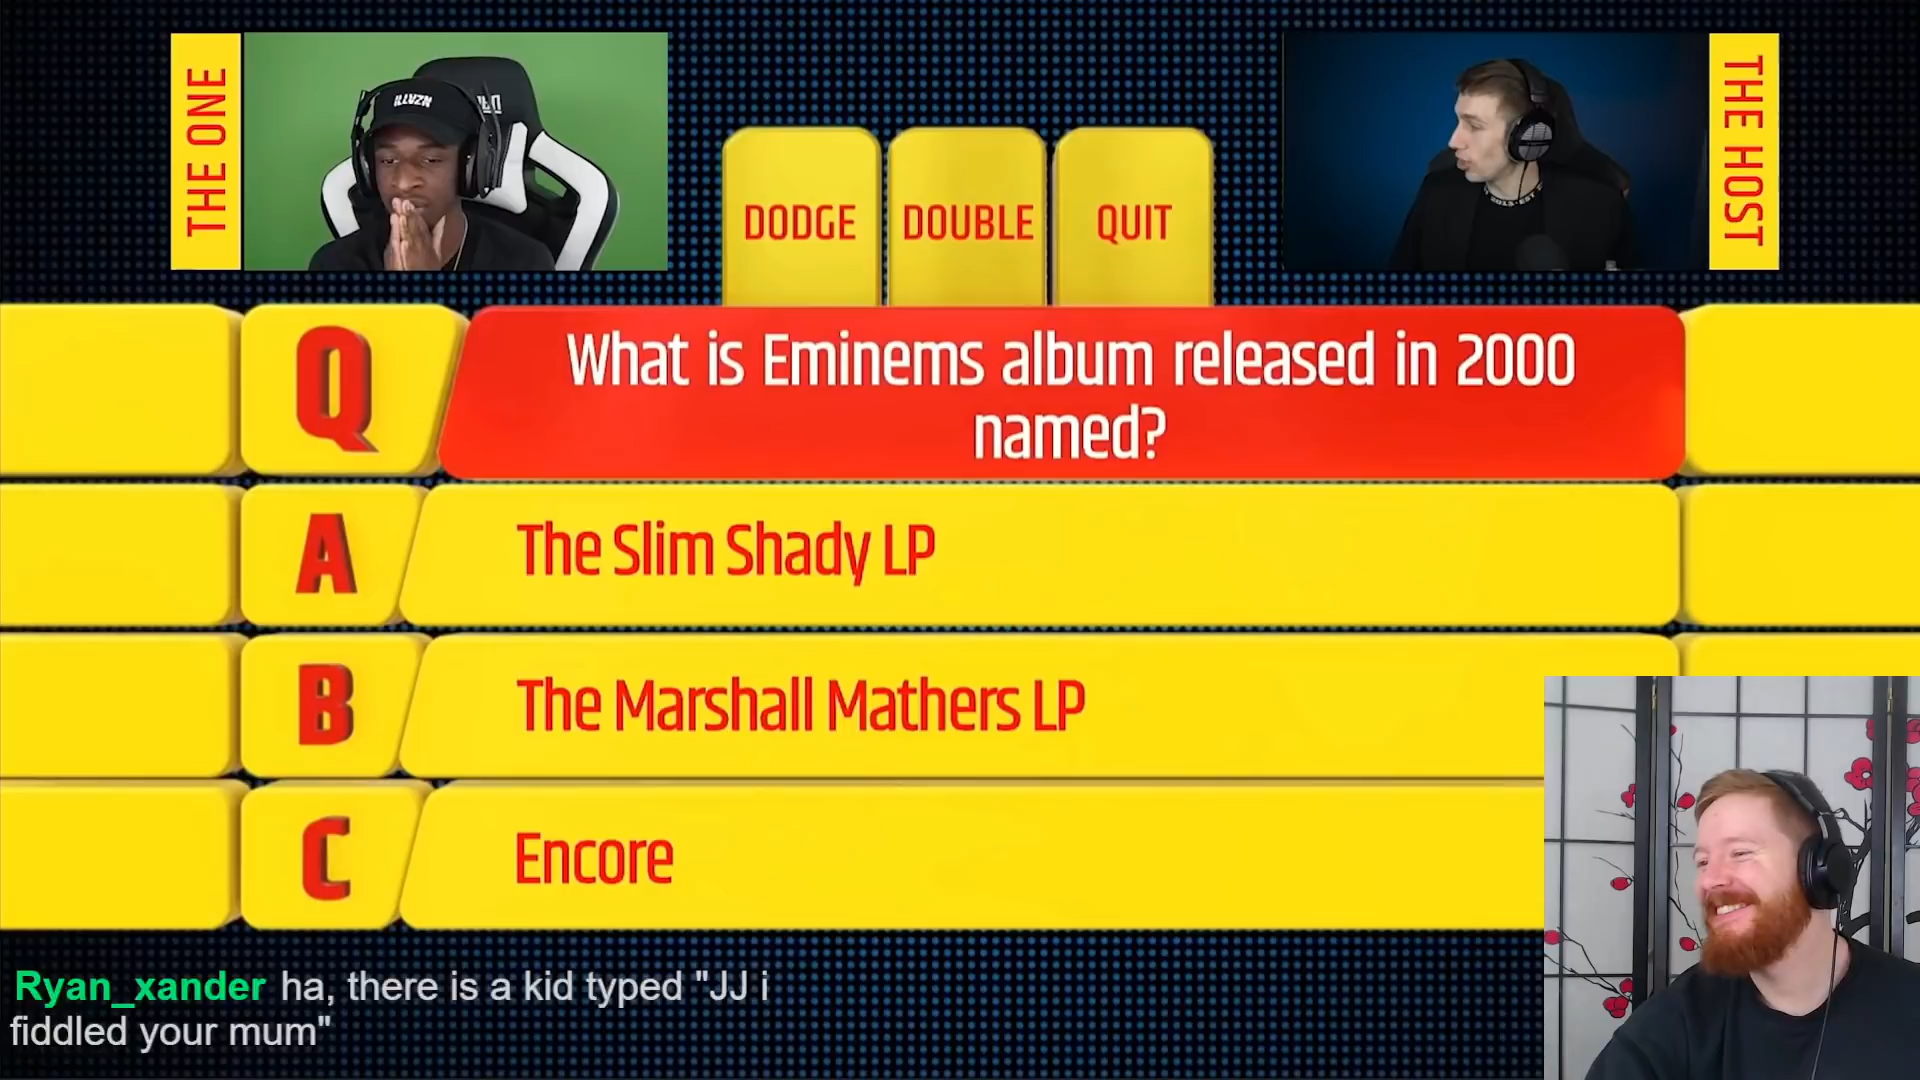 THE ONE
ILLVZN
THE HOST
DODGE
DOUBLE
QUIT
Q
What is Eminems album released in 2000
named?
A
The Slim Shady LP
B
The Marshall Mathers LP
C
Encore
Ryan_xander ha, there is a kid typed "JJ i
fiddled your mum"